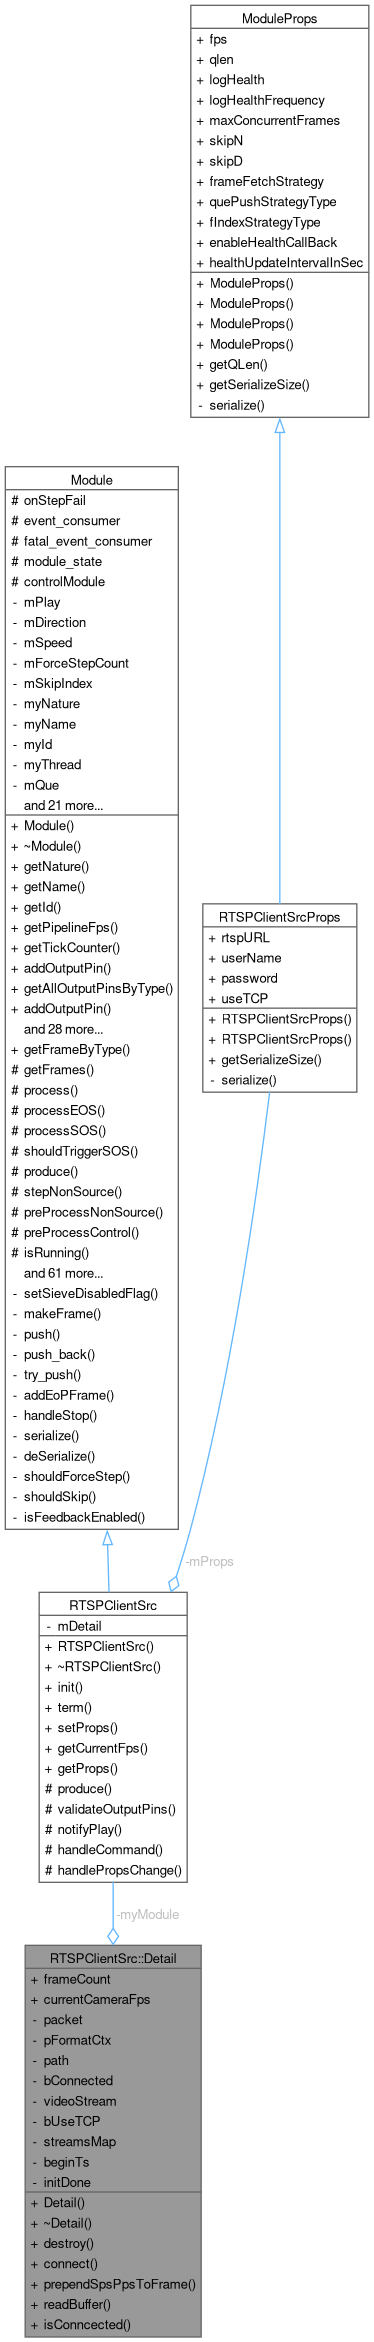 ModuleProps
+ fps
+ qlen
+ logHealth
+ logHealthFrequency
+ maxConcurrentFrames
+ skipN
+ skipD
+ frameFetchStrategy
+ quePushStrategyType
+ fIndexStrategyType
+ enableHealthCallBack
+ healthUpdateIntervalInSec
+ ModuleProps()
+ ModuleProps()
+ ModuleProps()
+ ModuleProps()
+ getQLen()
+ getSerializeSize()
- serialize()
Module
# onStepFail
# event_consumer
# fatal_event_consumer
# module_state
# controlModule
- mPlay
- mDirection
- mSpeed
- mForceStepCount
- mSkipIndex
- myNature
- myName
- myId
- myThread
- mQue
and 21 more...
+ Module()
+ ~Module()
+ getNature()
+ getName()
+ getId()
+ getPipelineFps()
+ getTickCounter()
+ addOutputPin()
+ getAllOutputPinsByType()
+ addOutputPin()
and 28 more...
+ getFrameByType()
# getFrames()
# process()
# processEOS()
# processSOS()
# shouldTriggerSOS()
# produce()
# stepNonSource()
# preProcessNonSource()
# preProcessControl()
# isRunning()
and 61 more...
- setSieveDisabledFlag()
- makeFrame()
- push()
- push_back()
- try_push()
- addEoPFrame()
- handleStop()
- serialize()
- deSerialize()
- shouldForceStep()
- shouldSkip()
- isFeedbackEnabled()
RTSPClientSrcProps
+ rtspURL
+ userName
+ password
+ useTCP
+ RTSPClientSrcProps()
+ RTSPClientSrcProps()
+ getSerializeSize()
- serialize()
-mProps
RTSPClientSrc
- mDetail
+ RTSPClientSrc()
+ ~RTSPClientSrc()
+ init()
+ term()
+ setProps()
+ getCurrentFps()
+ getProps()
# produce()
# validateOutputPins()
# notifyPlay()
# handleCommand()
# handlePropsChange()
-myModule
RTSPClientSrc::Detail
+ frameCount
+ currentCameraFps
- packet
- pFormatCtx
- path
- bConnected
- videoStream
- bUseTCP
- streamsMap
- beginTs
- initDone
+ Detail()
+ ~Detail()
+ destroy()
+ connect()
+ prependSpsPpsToFrame()
+ readBuffer()
+ isConncected()